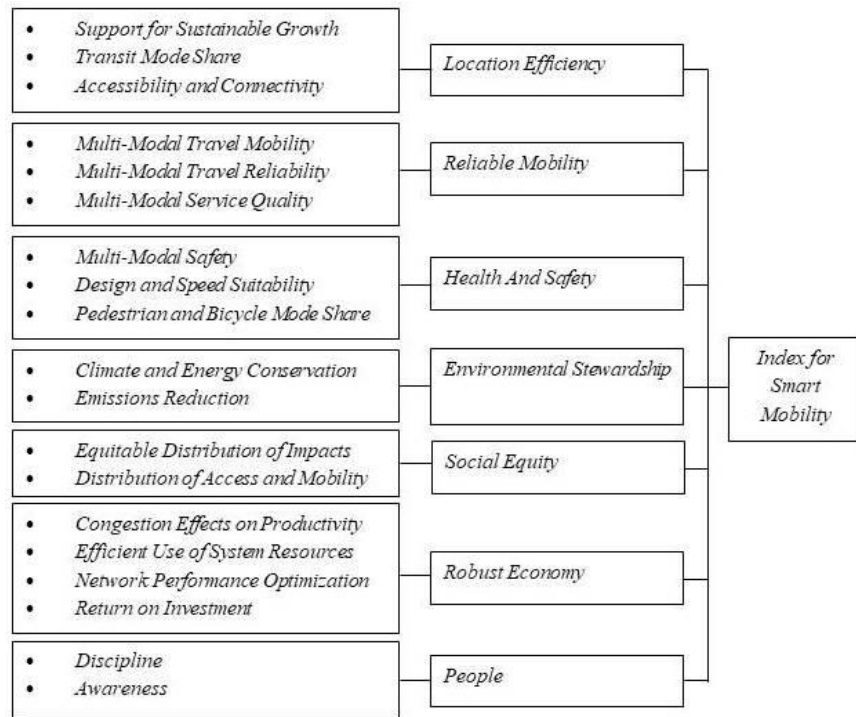 • Support for Sustainable Growth
• Transit Mode Share
• Accessibility and Connectivity
Location Efficiency
• Multi-Modal Travel Mobility
• Multi-Modal Travel Reliability
• Multi-Modal Service Quality
Reliable Mobility
• Multi-Modal Safety
• Design and Speed Suitability
• Pedestrian and Bicycle Mode Share
Health And Safety
• Climate and Energy Conservation
• Emissions Reduction
Environmental Stewardship
• Equitable Distribution of Impacts
• Distribution of Access and Mobility
Social Equity
• Congestion Effects on Productivity
• Efficient Use of System Resources
• Network Performance Optimization
• Return on Investment
Robust Economy
• Discipline
• Awareness
People
Index for
Smart
Mobility